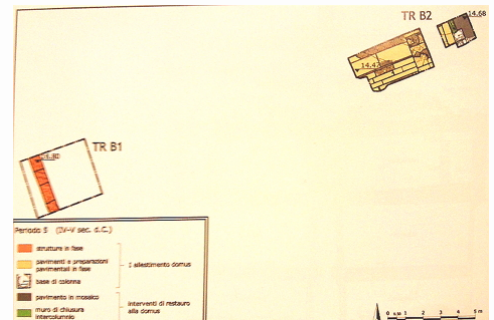 TR B2
14.68
14.47
TR B1
Periodo 5 (IV-V sec. d.C.)
strutture in fase
pavimenti e preparazioni
pavimentali in fase
I allestimento domus
base di colonna
pavimento in mosaico
interventi di restauro
alla domus
muro di chiusura
intercolumnio
0 1 2 3 4 5 m